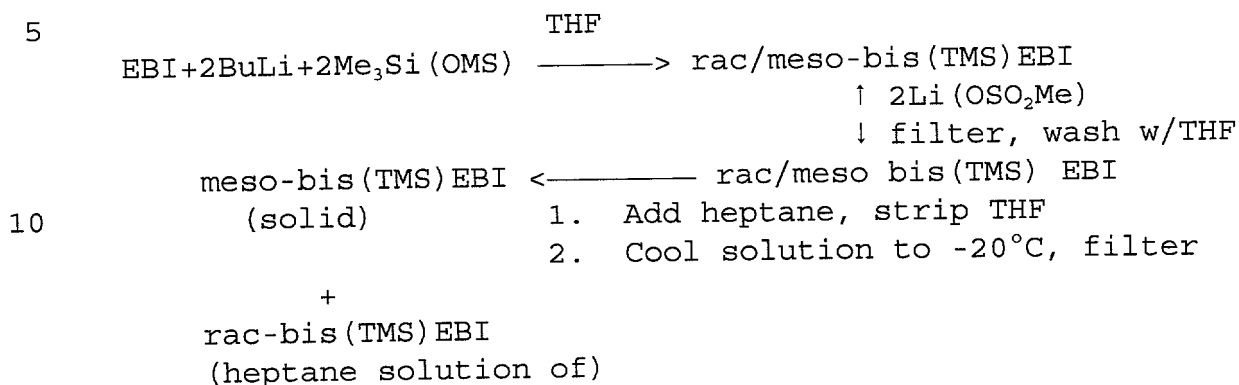 5 THF
EBI+2BuLi+2Me₃Si(OMS) ———> rac/meso-bis(TMS)EBI
↑ 2Li(OSO₂Me)
↓ filter, wash w/THF
meso-bis(TMS)EBI <——— rac/meso bis(TMS) EBI
10 (solid) 1. Add heptane, strip THF
2. Cool solution to -20°C, filter
+
rac-bis(TMS)EBI
(heptane solution of)